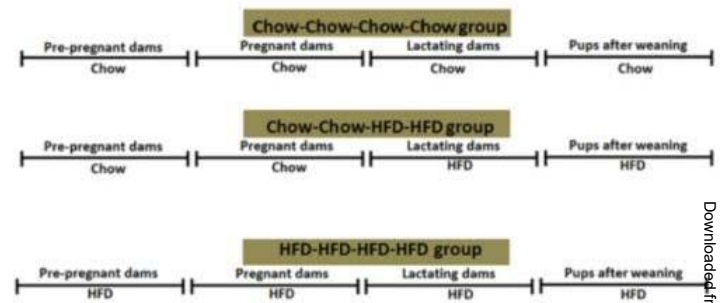 Chow-Chow-Chow-Chow group
Pre-pregnant dams Pregnant dams Lactating dams Pups after weaning
Chow Chow Chow Chow
Chow-Chow-HFD-HFD group
Pre-pregnant dams Pregnant dams Lactating dams Pups after weaning
Chow Chow HFD HFD
HFD-HFD-HFD-HFD group
Pre-pregnant dams Pregnant dams Lactating dams Pups after weaning
HFD HFD HFD HFD
Downloaded f